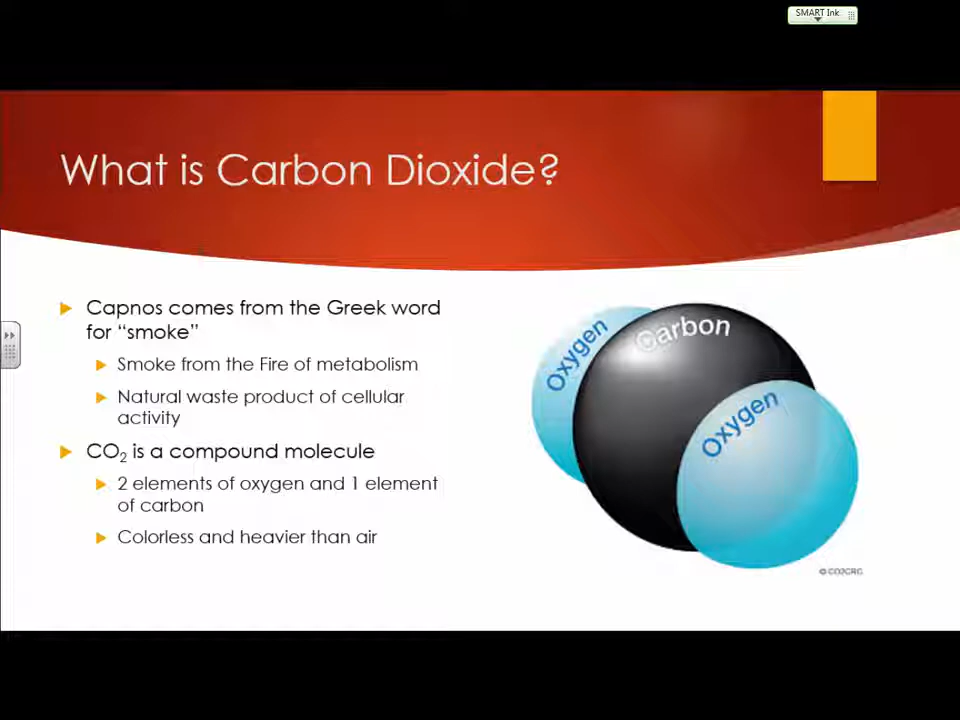 SMART Ink
What is Carbon Dioxide?
Capnos comes from the Greek word
for “smoke”
Smoke from the Fire of metabolism
Natural waste product of cellular
activity
CO₂ is a compound molecule
2 elements of oxygen and 1 element
of carbon
Colorless and heavier than air
Oxygen
Carbon
Oxygen
© CO2CRC